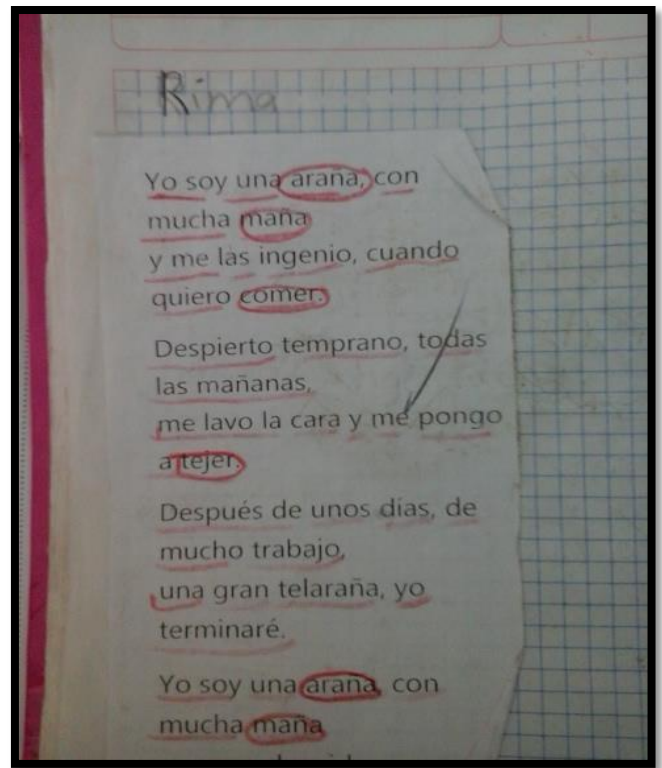 Rima
Yo soy una araña, con
mucha maña
y me las ingenio, cuando
quiero comer.
Despierto temprano, todas
las mañanas,
me lavo la cara y me pongo
a tejer.
Después de unos días, de
mucho trabajo,
una gran telaraña, yo
terminaré.
Yo soy una araña, con
mucha maña